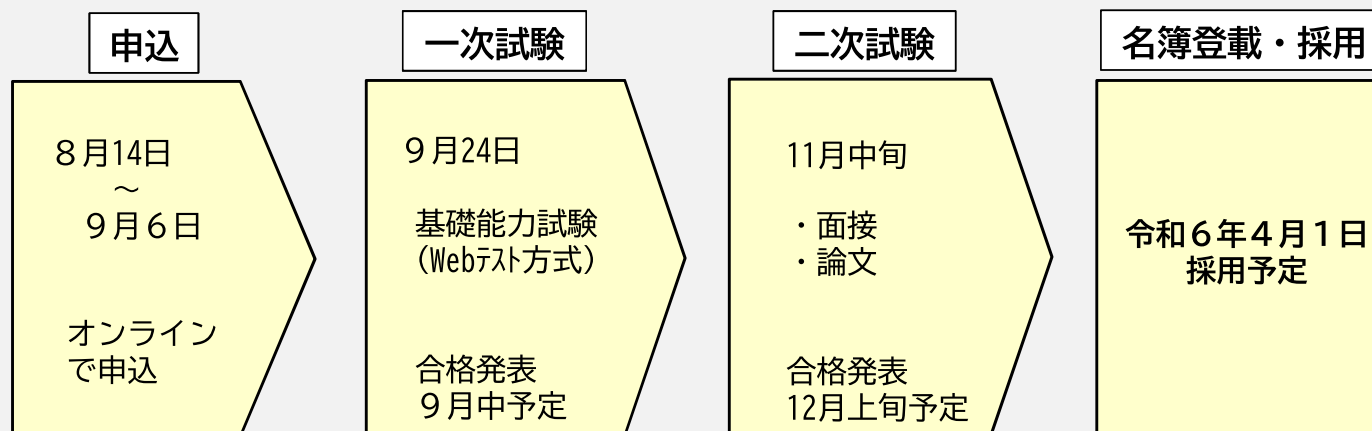 申込
８月14日
～
９月６日
オンライン
で申込
一次試験
９月24日
基礎能力試験
（Webﾃｽﾄ方式）
合格発表
９月中予定
二次試験
11月中旬
・面接
・論文
合格発表
12月上旬予定
名簿登載・採用
令和６年４月１日
採用予定